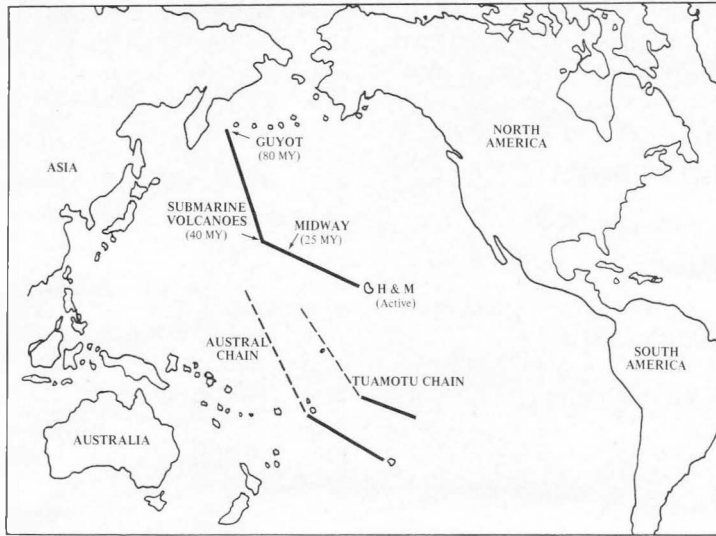 NORTH
AMERICA
GUYOT
(80 MY)
ASIA
SUBMARINE
VOLCANOES
(40 MY)
MIDWAY
(25 MY)
H & M
(Active)
AUSTRAL
CHAIN
SOUTH
AMERICA
TUAMOTU CHAIN
AUSTRALIA